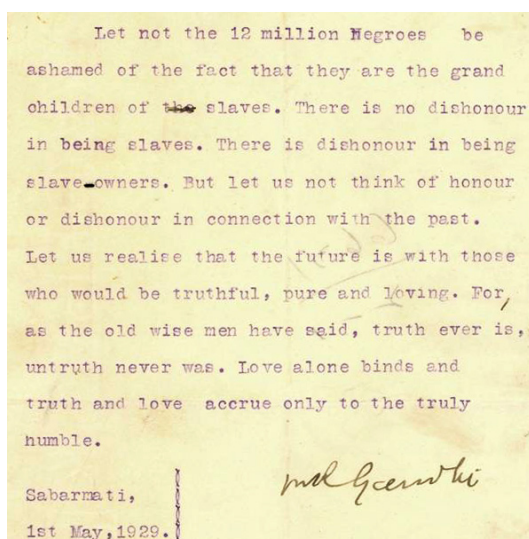 Let not the 12 million Negroes be
ashamed of the fact that they are the grand
children of the slaves. There is no dishonour
in being slaves. There is dishonour in being
slave-owners. But let us not think of honour
or dishonour in connection with the past.
Let us realise that the future is with those
who would be truthful, pure and loving. For,
as the old wise men have said, truth ever is,
untruth never was. Love alone binds and
truth and love accrue only to the truly
humble.
MKGandhi
Sabarmati,
1st May,1929.